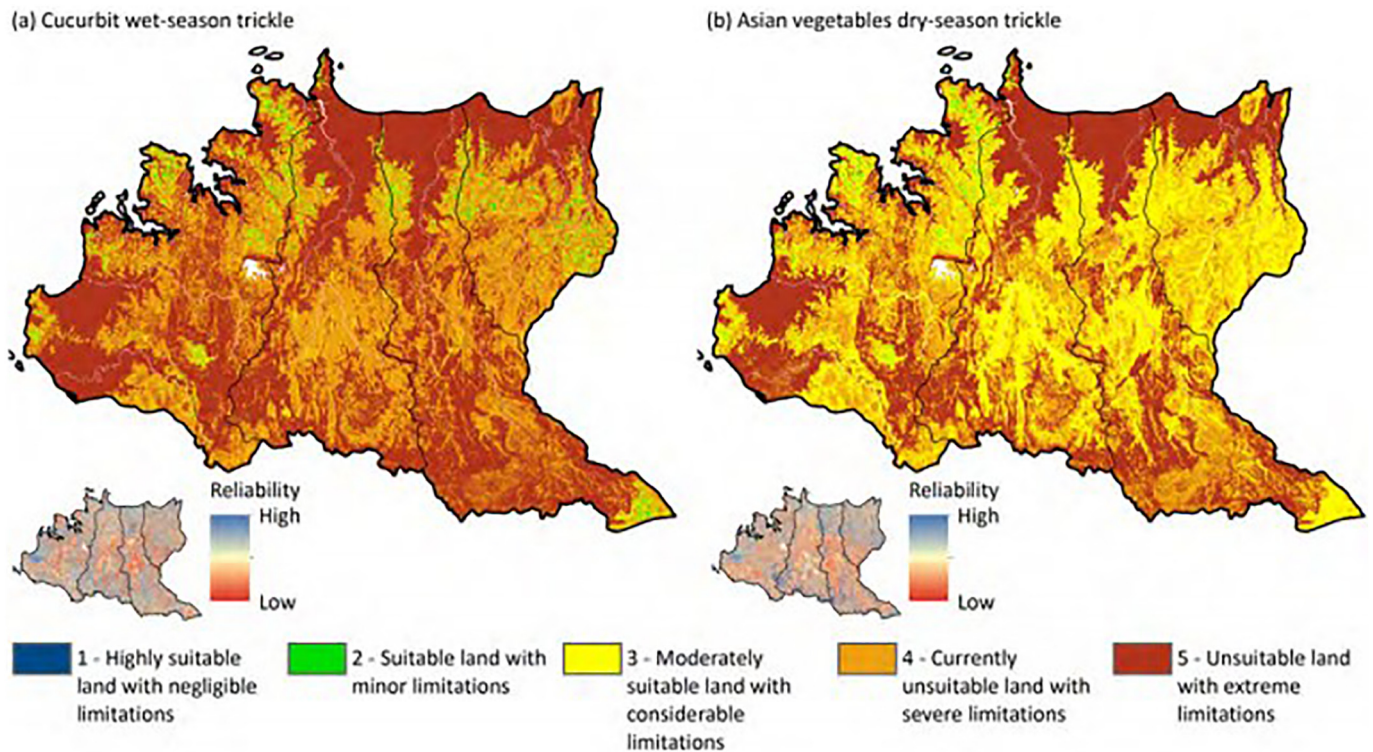 (a) Cucurbit wet-season trickle
(b) Asian vegetables dry-season trickle
Reliability
High
Low
Reliability
High
Low
1 - Highly suitable
land with negligible
limitations
2 - Suitable land with
minor limitations
3 - Moderately
suitable land with
considerable
limitations
4 - Currently
unsuitable land with
severe limitations
5 - Unsuitable land
with extreme
limitations